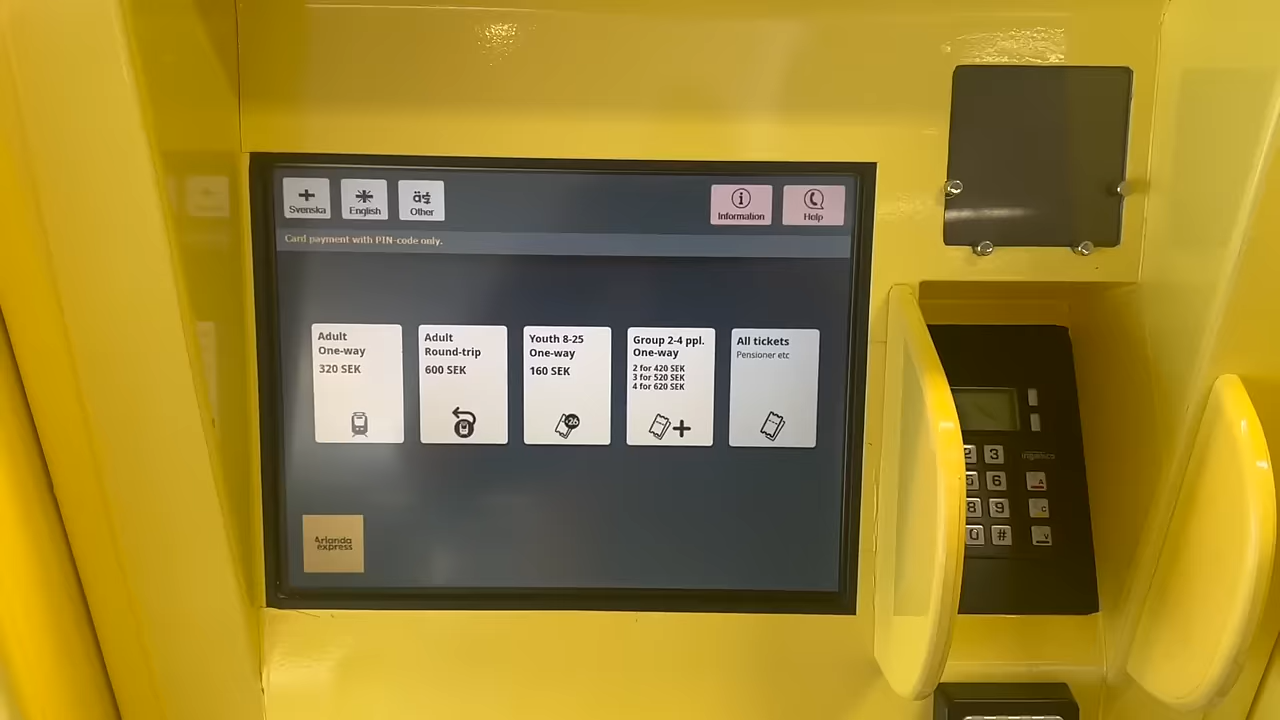 Svenska
English
äş
Other
Information
Help
Card payment with PIN-code only.
Adult
One-way
320 SEK
Adult
Round-trip
600 SEK
Youth 8-25
One-way
160 SEK
Group 2-4 ppl.
One-way
2 for 420 SEK
3 for 520 SEK
4 for 620 SEK
All tickets
Pensioner etc
Arlanda
express
2 3
5 6
8 9
0 #
ingenico
A
C
V